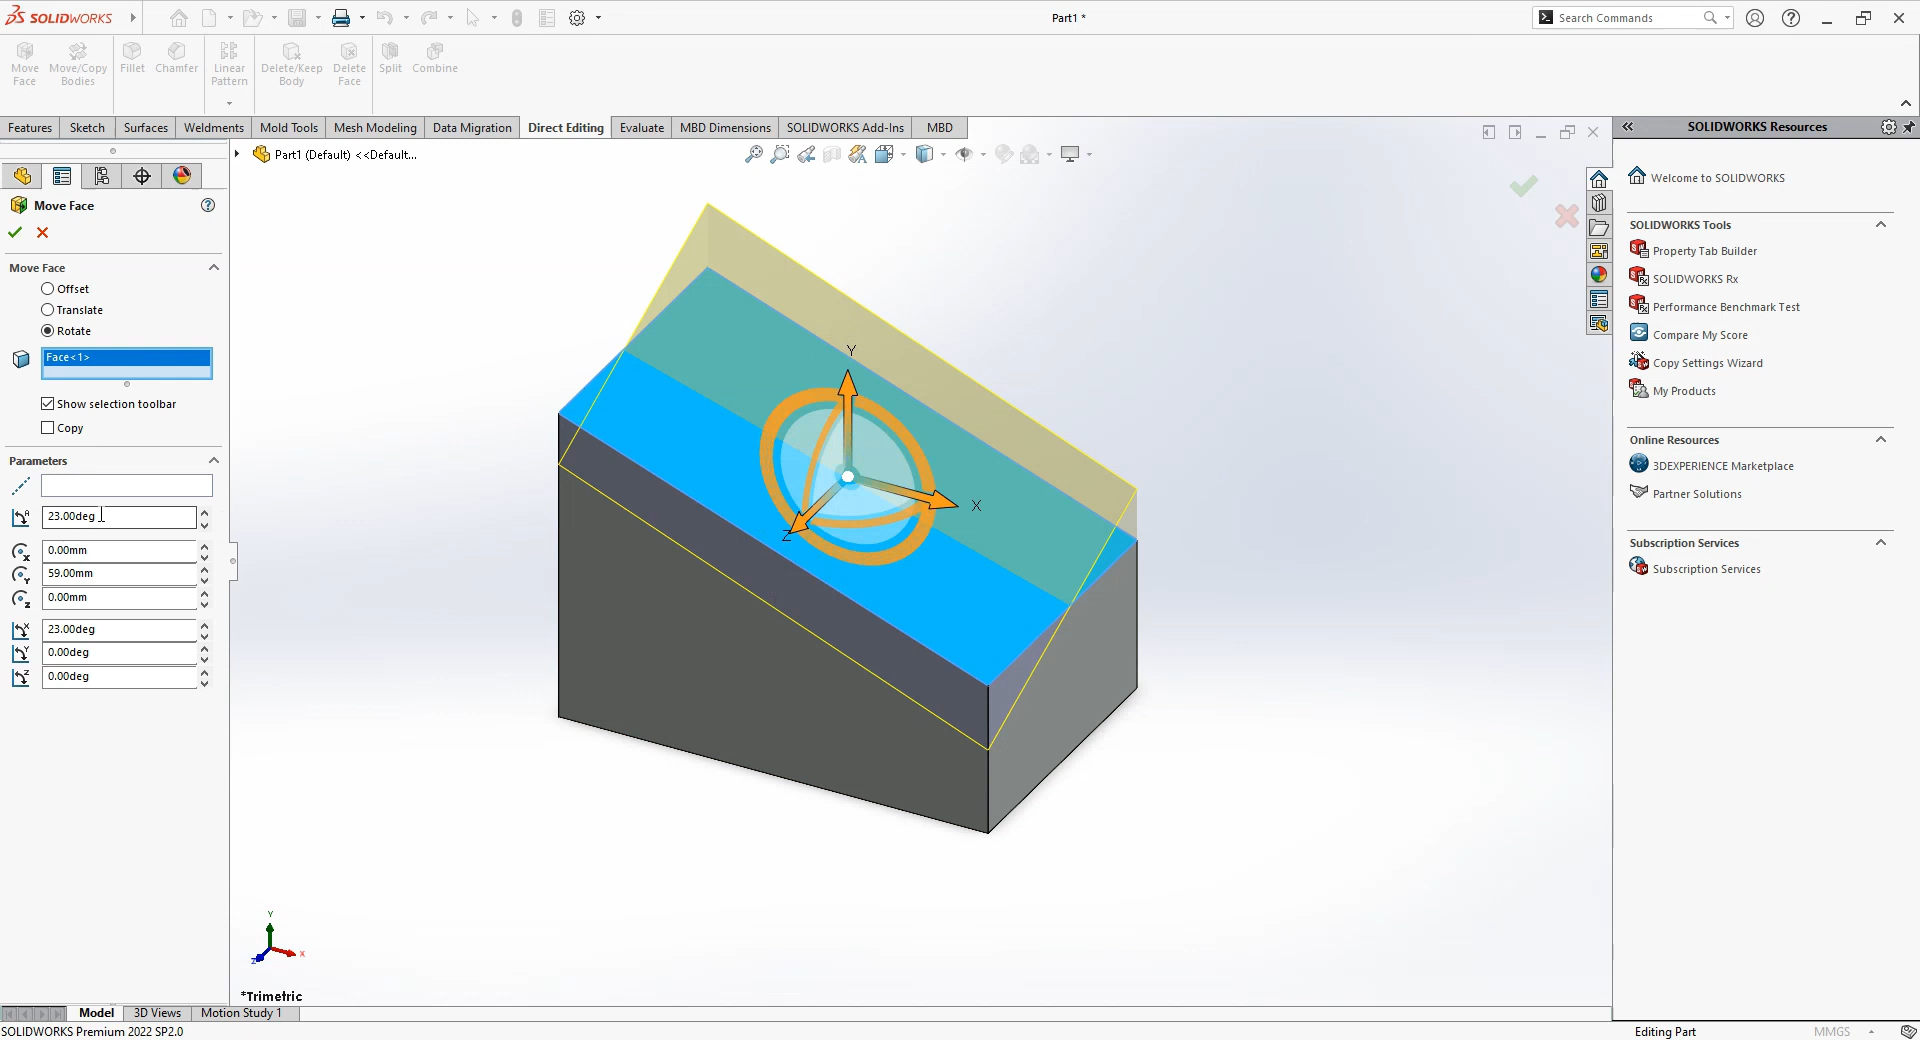 SOLIDWORKS
Part1 *
Search Commands
Move Face
Move/Copy Bodies
Fillet
Chamfer
Linear Pattern
Delete/Keep Body
Delete Face
Split
Combine
Features
Sketch
Surfaces
Weldments
Mold Tools
Mesh Modeling
Data Migration
Direct Editing
Evaluate
MBD Dimensions
SOLIDWORKS Add-Ins
MBD
SOLIDWORKS Resources
Part1 (Default) <<Default...
Move Face
Move Face
Offset
Translate
Rotate
Face<1>
Show selection toolbar
Copy
Parameters
23.00deg
0.00mm
59.00mm
0.00mm
23.00deg
0.00deg
0.00deg
Y
X
Z
Y
X
Z
*Trimetric
Welcome to SOLIDWORKS
SOLIDWORKS Tools
Property Tab Builder
SOLIDWORKS Rx
Performance Benchmark Test
Compare My Score
Copy Settings Wizard
My Products
Online Resources
3DEXPERIENCE Marketplace
Partner Solutions
Subscription Services
Subscription Services
Model
3D Views
Motion Study 1
SOLIDWORKS Premium 2022 SP2.0
Editing Part
MMGS